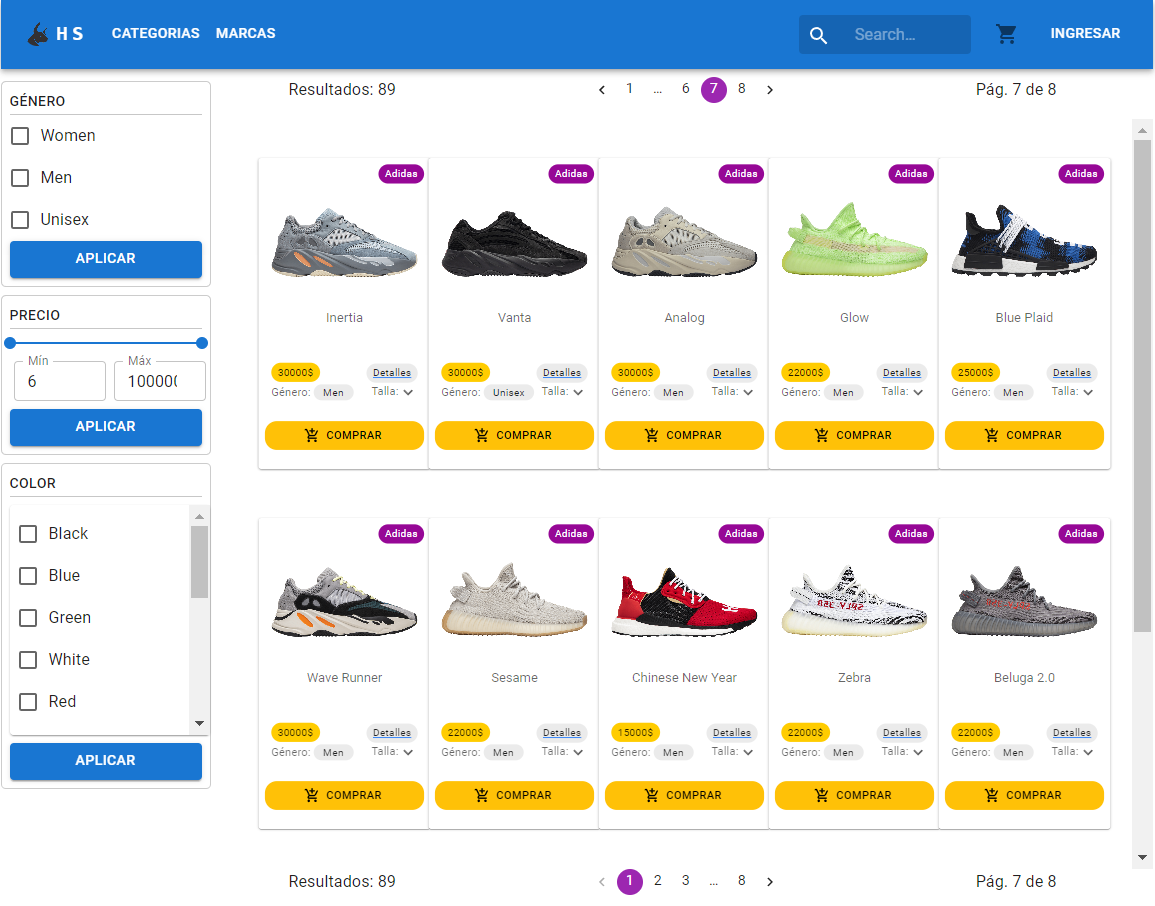 H S CATEGORIAS MARCAS Search... INGRESAR
Resultados: 89 1 ... 6 7 8 Pág. 7 de 8
GÉNERO
Women
Men
Unisex
APLICAR
PRECIO
Mín Máx
6 100000
APLICAR
COLOR
Black
Blue
Green
White
Red
APLICAR
Adidas Adidas Adidas Adidas Adidas
Inertia Vanta Analog Glow Blue Plaid
30000$ Detalles 30000$ Detalles 30000$ Detalles 22000$ Detalles 25000$ Detalles
Género: Men Talla: Género: Unisex Talla: Género: Men Talla: Género: Men Talla: Género: Men Talla:
COMPRAR COMPRAR COMPRAR COMPRAR COMPRAR
Adidas Adidas Adidas Adidas Adidas
Wave Runner Sesame Chinese New Year Zebra Beluga 2.0
30000$ Detalles 22000$ Detalles 15000$ Detalles 22000$ Detalles 22000$ Detalles
Género: Men Talla: Género: Men Talla: Género: Men Talla: Género: Men Talla: Género: Men Talla:
COMPRAR COMPRAR COMPRAR COMPRAR COMPRAR
Resultados: 89 1 2 3 ... 8 Pág. 7 de 8